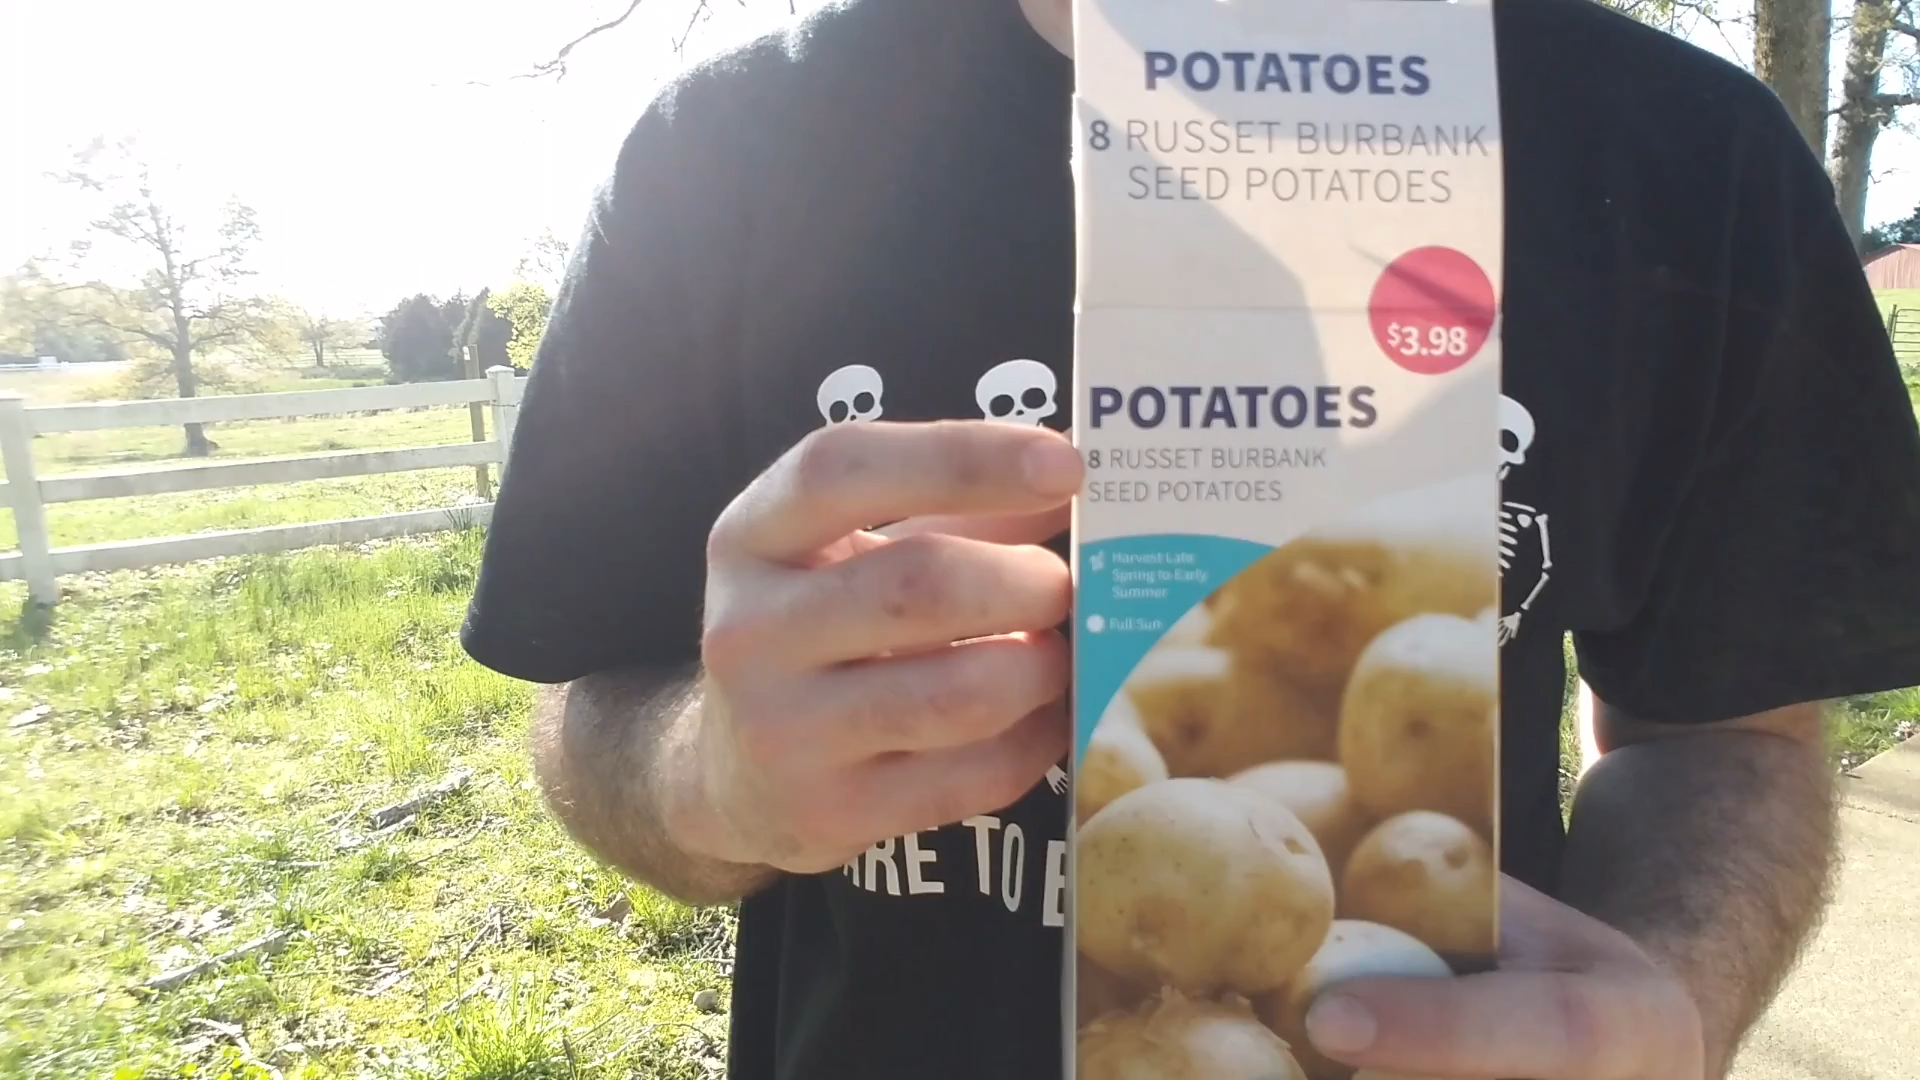 POTATOES
8 RUSSET BURBANK
SEED POTATOES
$3.98
POTATOES
8 RUSSET BURBANK
SEED POTATOES
Harvest Late
Spring to Early
Summer
Full Sun
TO